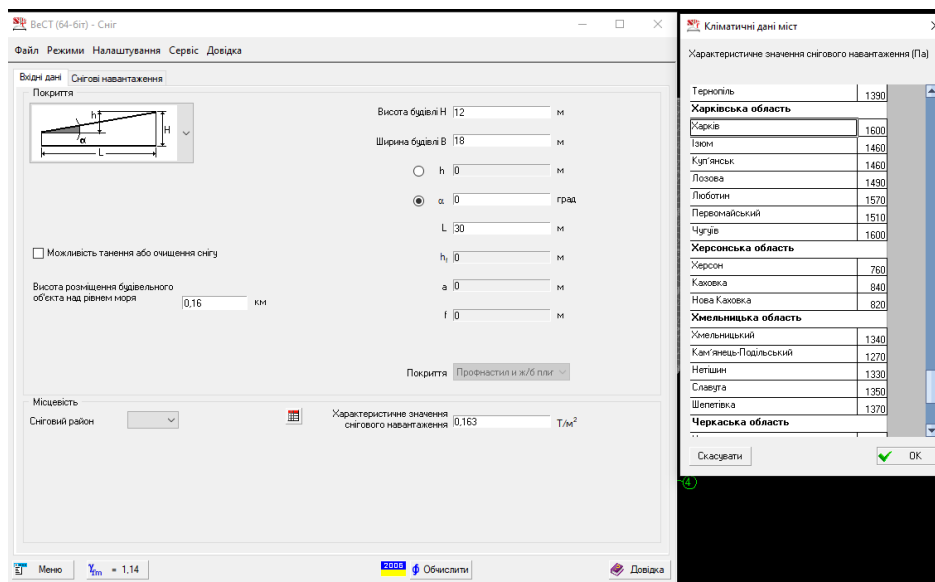 ВеСТ (64-біт) - Сніг
Файл Режими Налаштування Сервіс Довідка
Вхідні дані Снігові навантаження
Покриття
h
α
H
L
Висота будівлі H 12 м
Ширина будівлі B 18 м
h 0 м
α 0 град
L 30 м
Можливість танення або очищення снігу
hf 0 м
Висота розміщення будівельного
об'єкта над рівнем моря 0,16 км
a 0 м
f 0 м
Покриття Профнастил и ж/б плит
Місцевість
Сніговий район
Характеристичне значення
снігового навантаження 0,163 Т/м²
Меню γfm = 1,14 2006 Обчислити Довідка
Кліматичні дані міст
Характеристичне значення снігового навантаження (Па)
Тернопіль 1390
Харківська область
Харків 1600
Ізюм 1460
Куп'янськ 1460
Лозова 1490
Люботин 1570
Первомайський 1510
Чугуїв 1600
Херсонська область
Херсон 760
Каховка 840
Нова Каховка 820
Хмельницька область
Хмельницький 1340
Кам'янець-Подільський 1270
Нетішин 1330
Славута 1350
Шепетівка 1370
Черкаська область
Скасувати OK
4